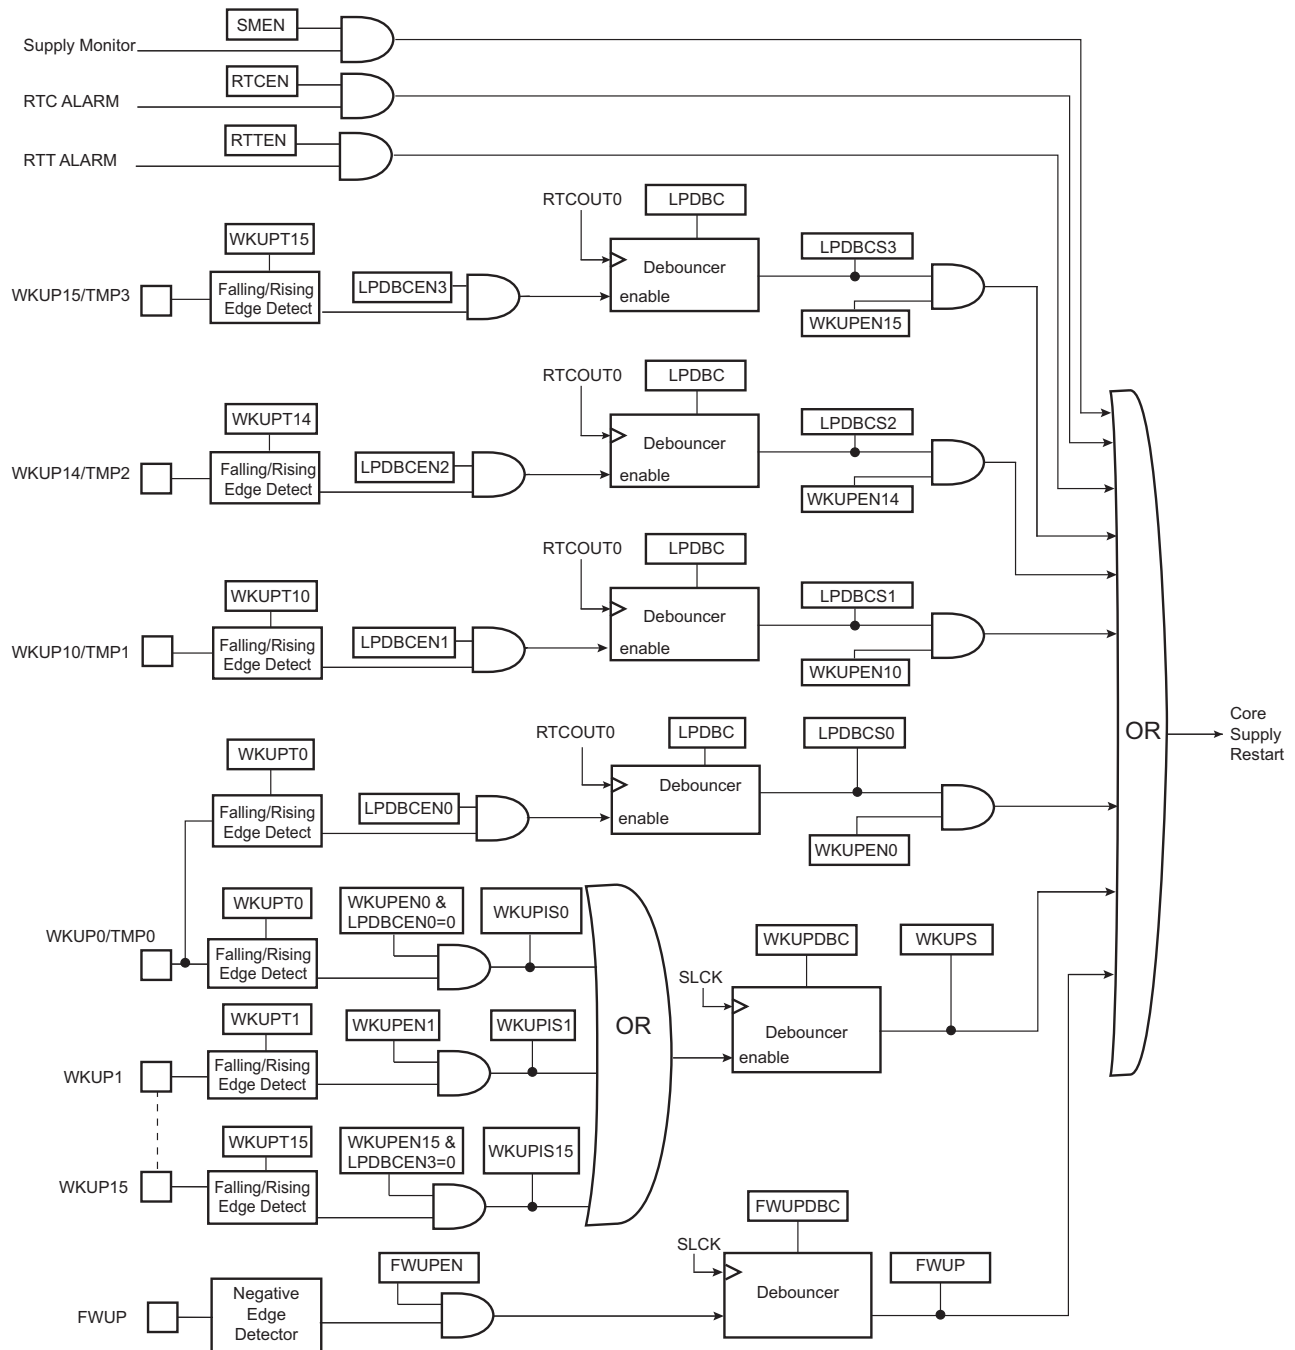 SMEN
Supply Monitor
RTCEN
RTC ALARM
RTTEN
RTT ALARM
RTCOUT0
LPDBC
WKUPT15
LPDBCS3
Debouncer
WKUP15/TMP3
Falling/Rising
Edge Detect
LPDBCEN3
enable
WKUPEN15
RTCOUT0
LPDBC
WKUPT14
LPDBCS2
Debouncer
WKUP14/TMP2
Falling/Rising
Edge Detect
LPDBCEN2
enable
WKUPEN14
RTCOUT0
LPDBC
WKUPT10
LPDBCS1
Debouncer
WKUP10/TMP1
Falling/Rising
Edge Detect
LPDBCEN1
enable
WKUPEN10
OR
Core
Supply
Restart
RTCOUT0
LPDBC
LPDBCS0
WKUPT0
Debouncer
Falling/Rising
Edge Detect
LPDBCEN0
enable
WKUPEN0
WKUPT0
WKUPEN0 &
LPDBCEN0=0
WKUPIS0
WKUP0/TMP0
Falling/Rising
Edge Detect
WKUPDBC
WKUPS
SLCK
WKUPT1
WKUPEN1
WKUPIS1
OR
Debouncer
enable
WKUP1
Falling/Rising
Edge Detect
WKUPT15
WKUPEN15 &
LPDBCEN3=0
WKUPIS15
WKUP15
Falling/Rising
Edge Detect
FWUPDBC
SLCK
FWUPEN
FWUP
Debouncer
FWUP
Negative
Edge
Detector